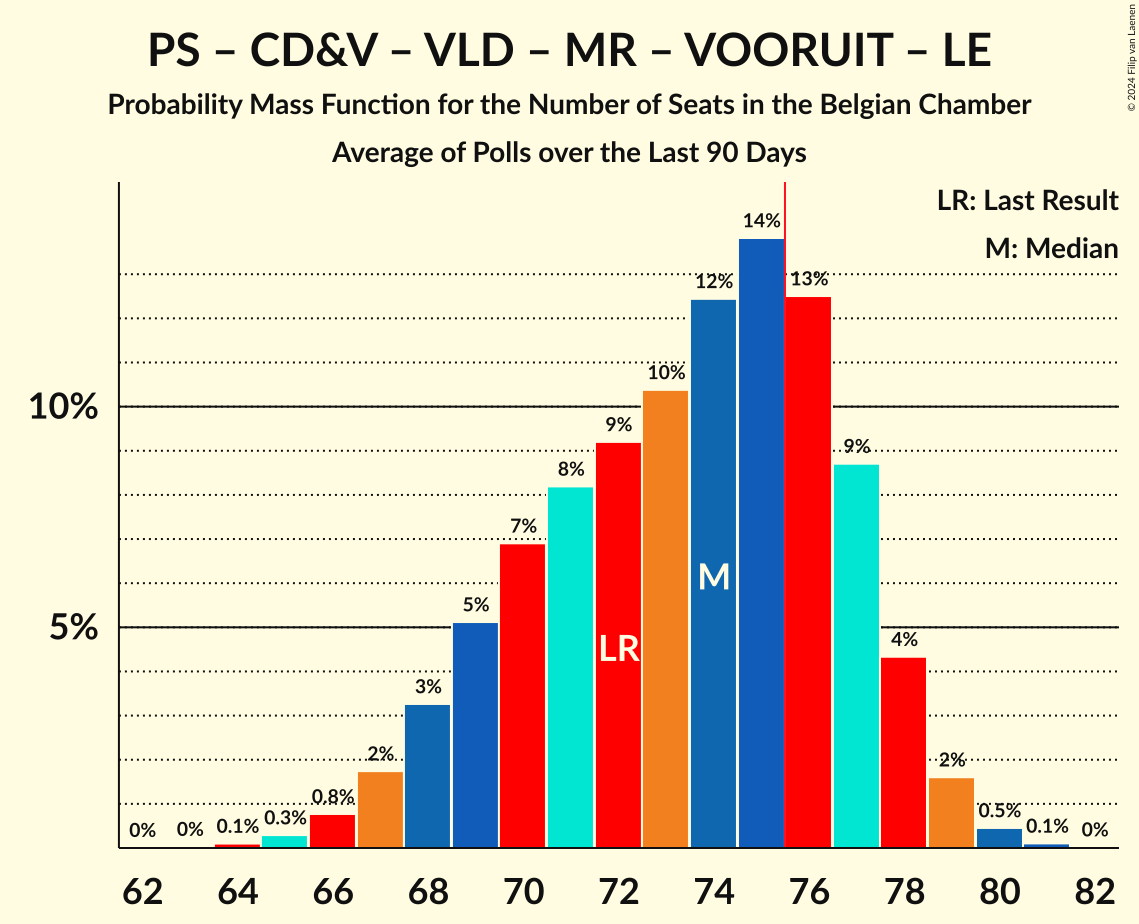 PS – CD&V – VLD – MR – VOORUIT – LE
Probability Mass Function for the Number of Seats in the Belgian Chamber
Average of Polls over the Last 90 Days
© 2024 Filip van Laenen
LR: Last Result
M: Median
14%
12%
13%
10%
10%
9%
9%
8%
7%
M
5%
5%
LR
4%
3%
2%
2%
0.8%
0.5%
0.3%
0.1%
0.1%
0%
0%
0%
62 64 66 68 70 72 74 76 78 80 82